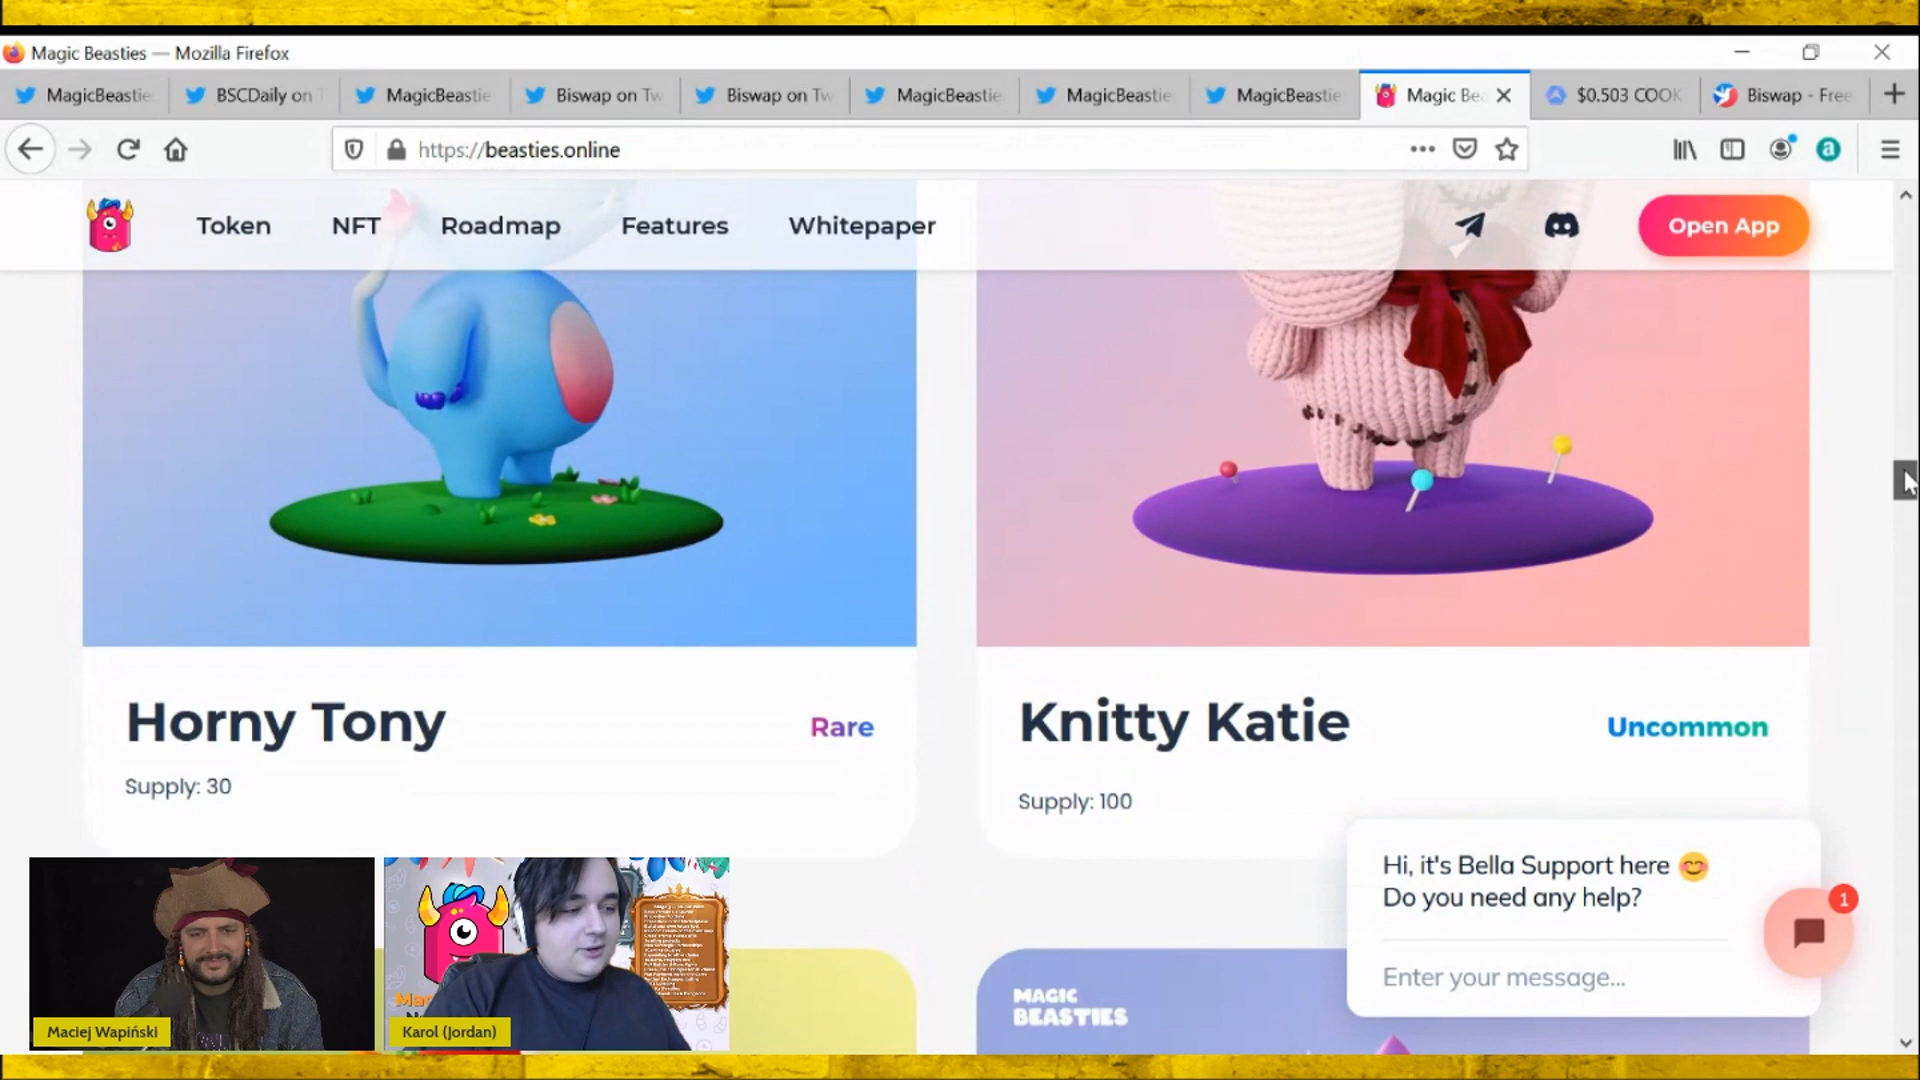 Magic Beasties — Mozilla Firefox
MagicBeastie
BSCDaily on
MagicBeastie
Biswap on Tw
Biswap on Tw
MagicBeastie
MagicBeastie
MagicBeastie
Magic Bea
$0.503 COOK
Biswap - Free
https://beasties.online
Token
NFT
Roadmap
Features
Whitepaper
Open App
Horny Tony
Rare
Supply: 30
Knitty Katie
Uncommon
Supply: 100
Hi, it's Bella Support here 😊
Do you need any help?
1
Enter your message...
MAGIC
BEASTIES
Maciej Wapiński
Karol (Jordan)